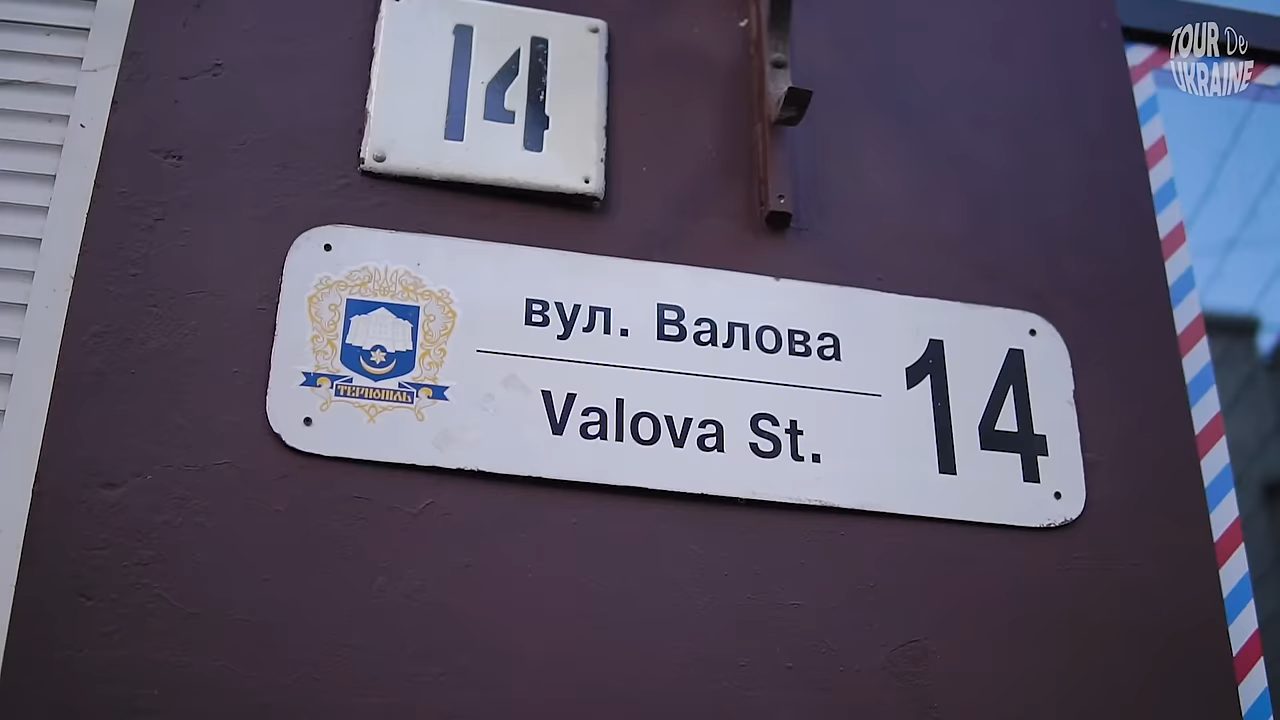 TOUR De
UKRAINE
14
вул. Валова
Valova St.
14
ТЕРНОПІЛЬ